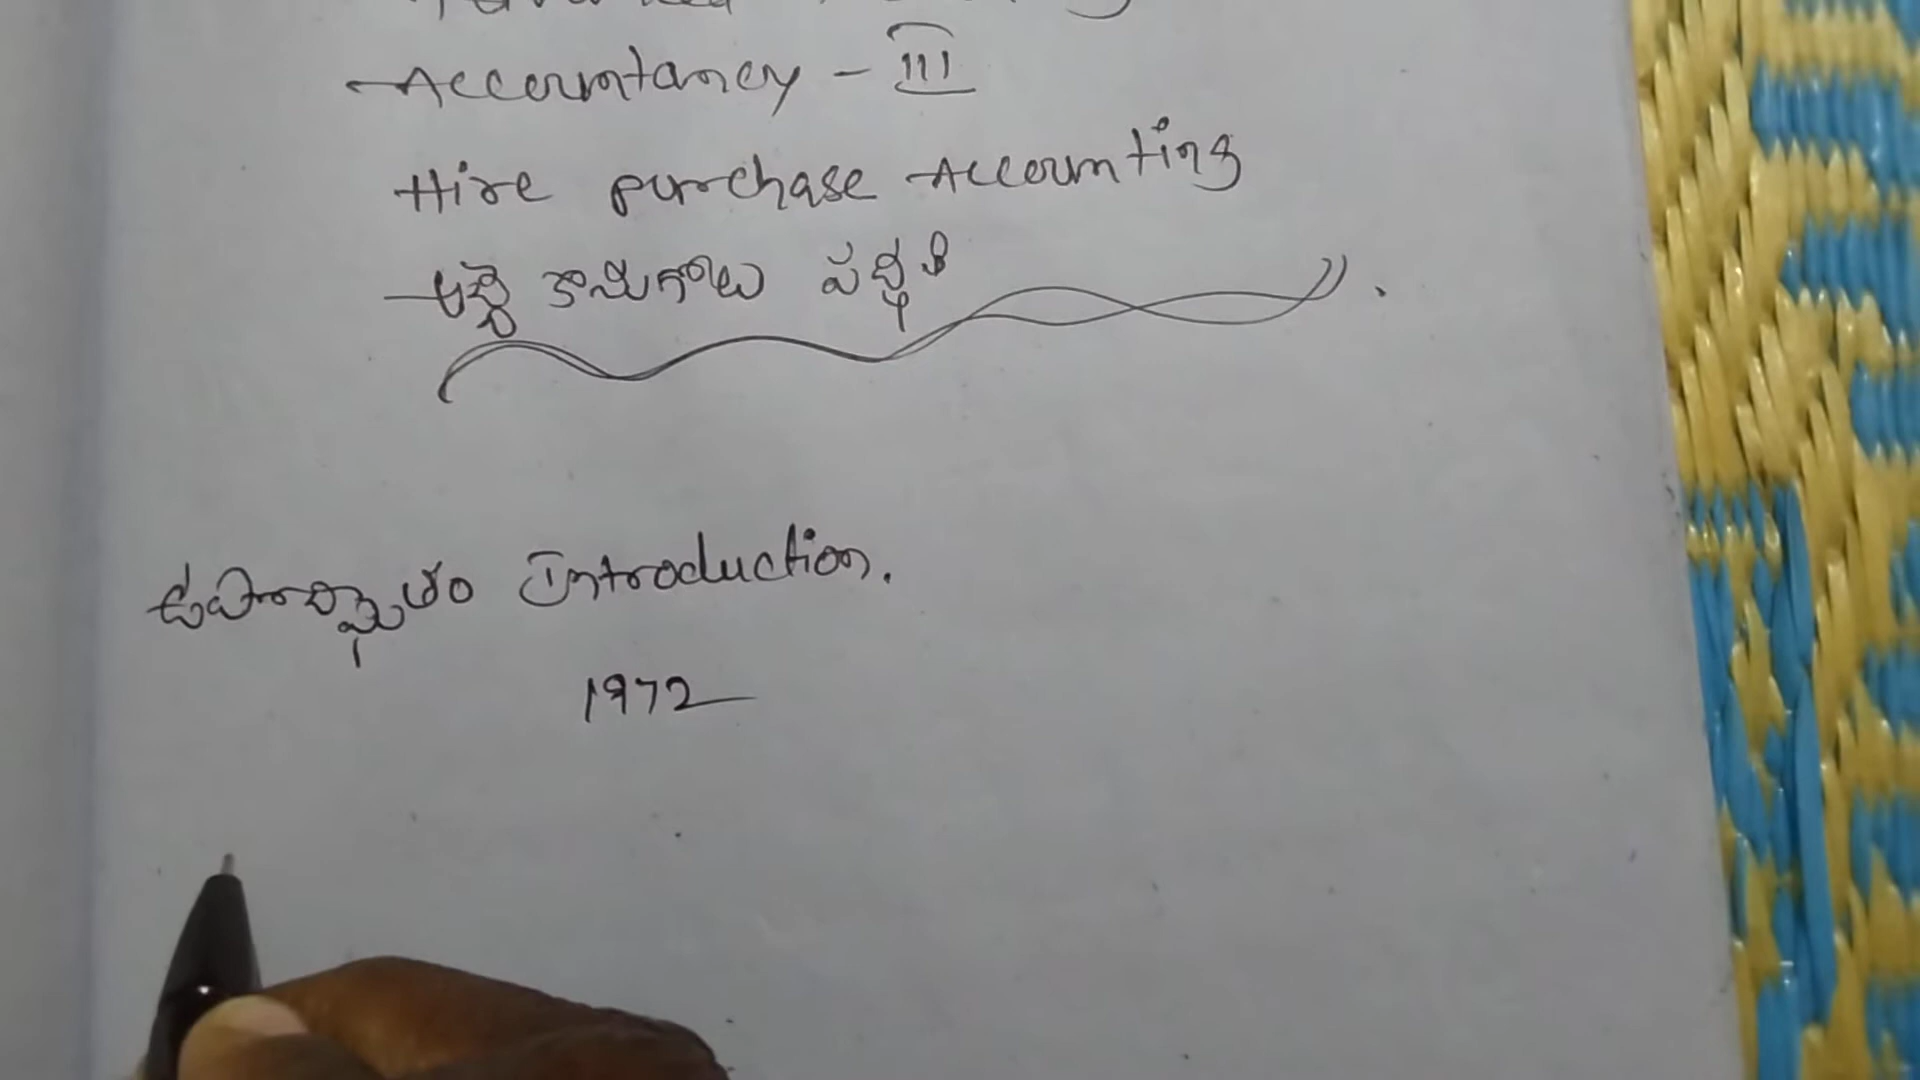 Accountancy - III
Hire purchase Accounting
అద్దె కొనుగోలు పద్ధతి
ఉపోద్ఘాతం Introduction.
1972